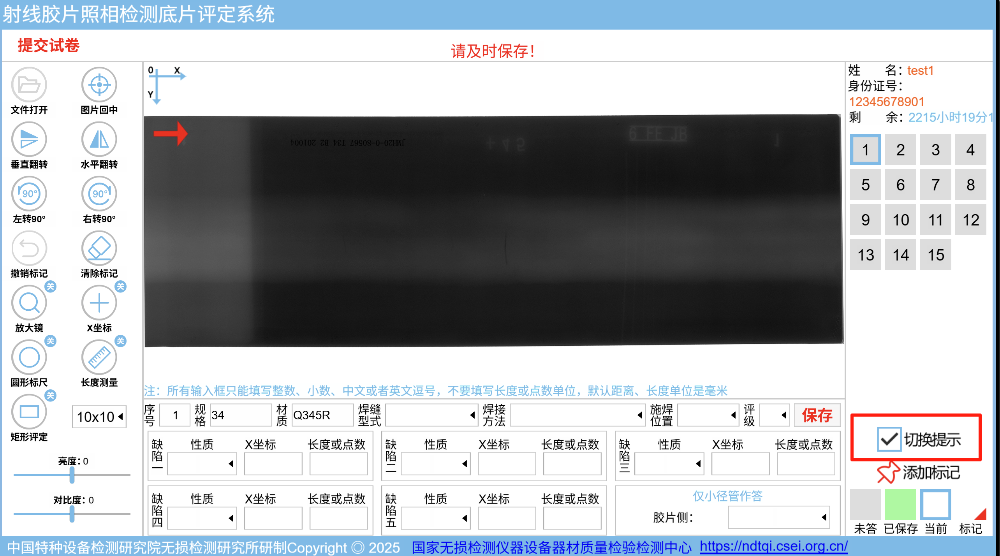 射线胶片照相检测底片评定系统
提交试卷
请及时保存！
文件打开
图片回中
垂直翻转
水平翻转
90°
90°
左转90°
右转90°
撤销标记
清除标记
关
关
放大镜
X坐标
关
关
圆形标尺
长度测量
关
10x10
矩形评定
亮度：0
对比度：0
0 X
Y
JMH20-0-80567 T34 B2 201004
6 FE JB
注：所有输入框只能填写整数、小数、中文或者英文逗号，不要填写长度或点数单位，默认距离、长度单位是毫米
序号 1 规格 34 材质 Q345R 焊缝型式 焊接方法 施焊位置 评级 保存
缺陷一 性质 X坐标 长度或点数
缺陷二 性质 X坐标 长度或点数
缺陷三 性质 X坐标 长度或点数
缺陷四 性质 X坐标 长度或点数
缺陷五 性质 X坐标 长度或点数
仅小径管作答
胶片侧：
姓 名：test1
身份证号：
12345678901
剩 余：2215小时19分1
1 2 3 4
5 6 7 8
9 10 11 12
13 14 15
切换提示
添加标记
未答 已保存 当前 标记
中国特种设备检测研究院无损检测研究所研制Copyright © 2025 国家无损检测仪器设备器材质量检验检测中心 https://ndtqi.csei.org.cn/